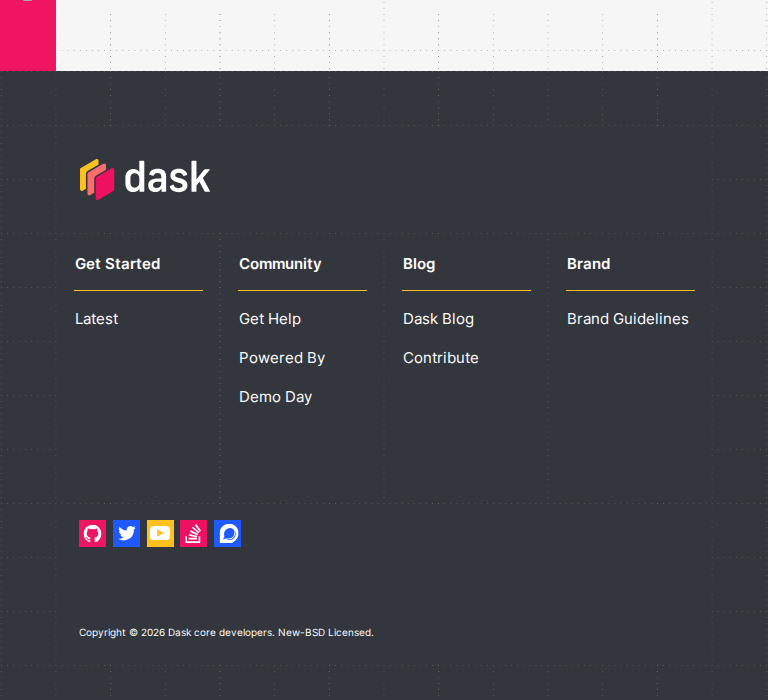 dask
Get Started
Latest
Community
Get Help
Powered By
Demo Day
Blog
Dask Blog
Contribute
Brand
Brand Guidelines
Copyright © 2026 Dask core developers. New-BSD Licensed.